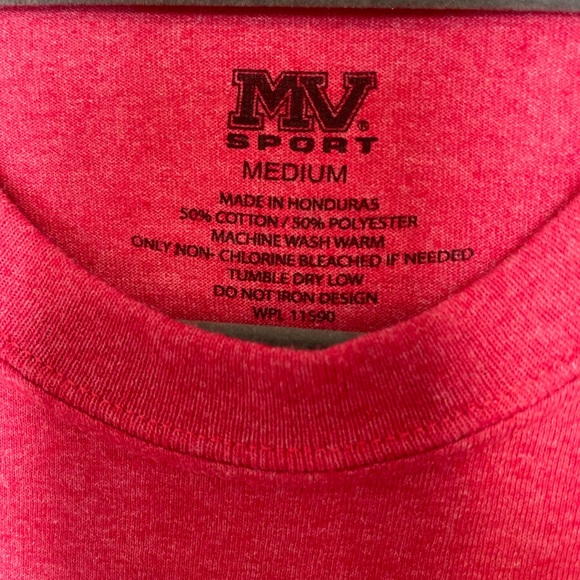 MV®
SPORT
MEDIUM
MADE IN HONDURAS
50% COTTON / 50% POLYESTER
MACHINE WASH WARM
ONLY NON- CHLORINE BLEACHED IF NEEDED
TUMBLE DRY LOW
DO NOT IRON DESIGN
WPL 11590